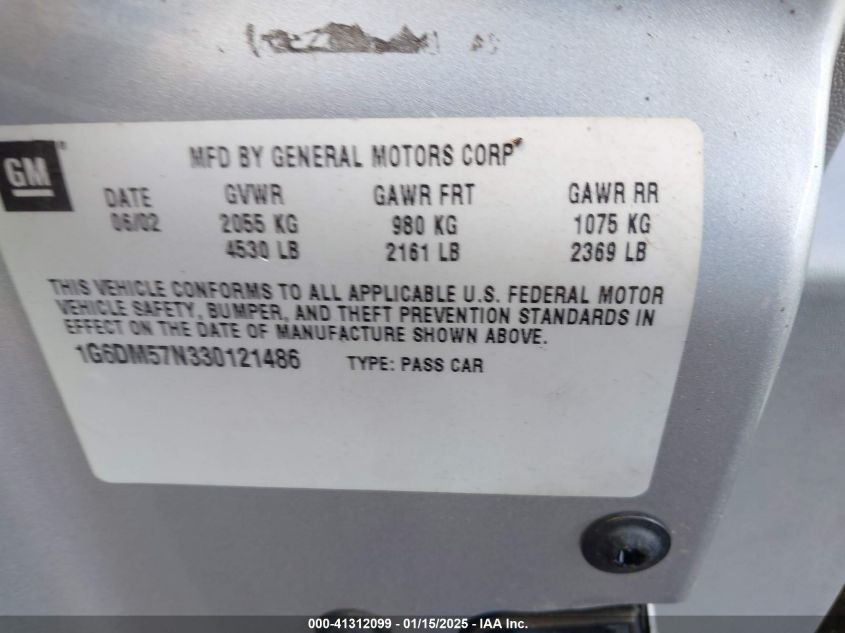 GM
MFD BY GENERAL MOTORS CORP
DATE GVWR GAWR FRT GAWR RR
06/02 2055 KG 980 KG 1075 KG
4530 LB 2161 LB 2369 LB
THIS VEHICLE CONFORMS TO ALL APPLICABLE U.S. FEDERAL MOTOR
VEHICLE SAFETY, BUMPER, AND THEFT PREVENTION STANDARDS IN
EFFECT ON THE DATE OF MANUFACTURE SHOWN ABOVE.
1G6DM57N330121486 TYPE: PASS CAR
000-41312099 - 01/15/2025 - IAA Inc.